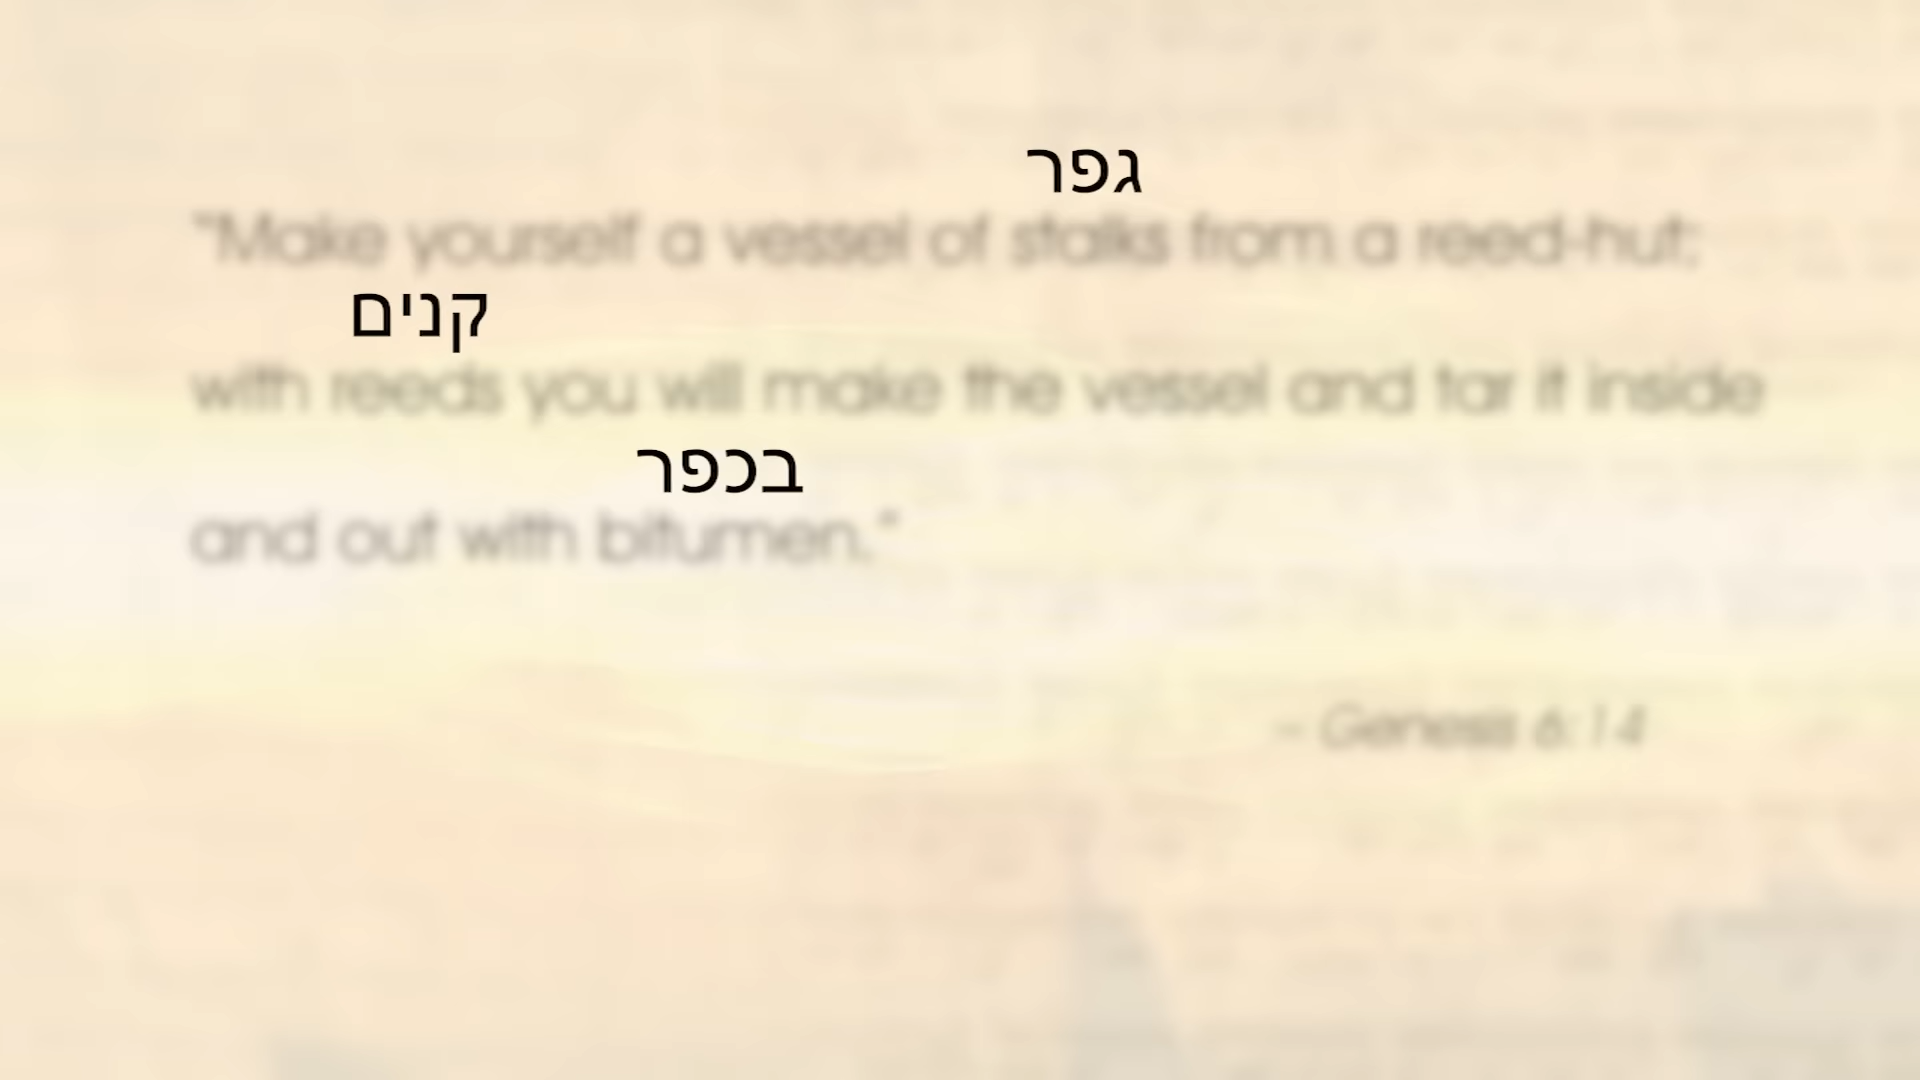 גפר
"Make yourself a vessel of stalks from a reed-hut;
קנים
with reeds you will make the vessel and tar it inside
בכפר
and out with bitumen."
– Genesis 6:14